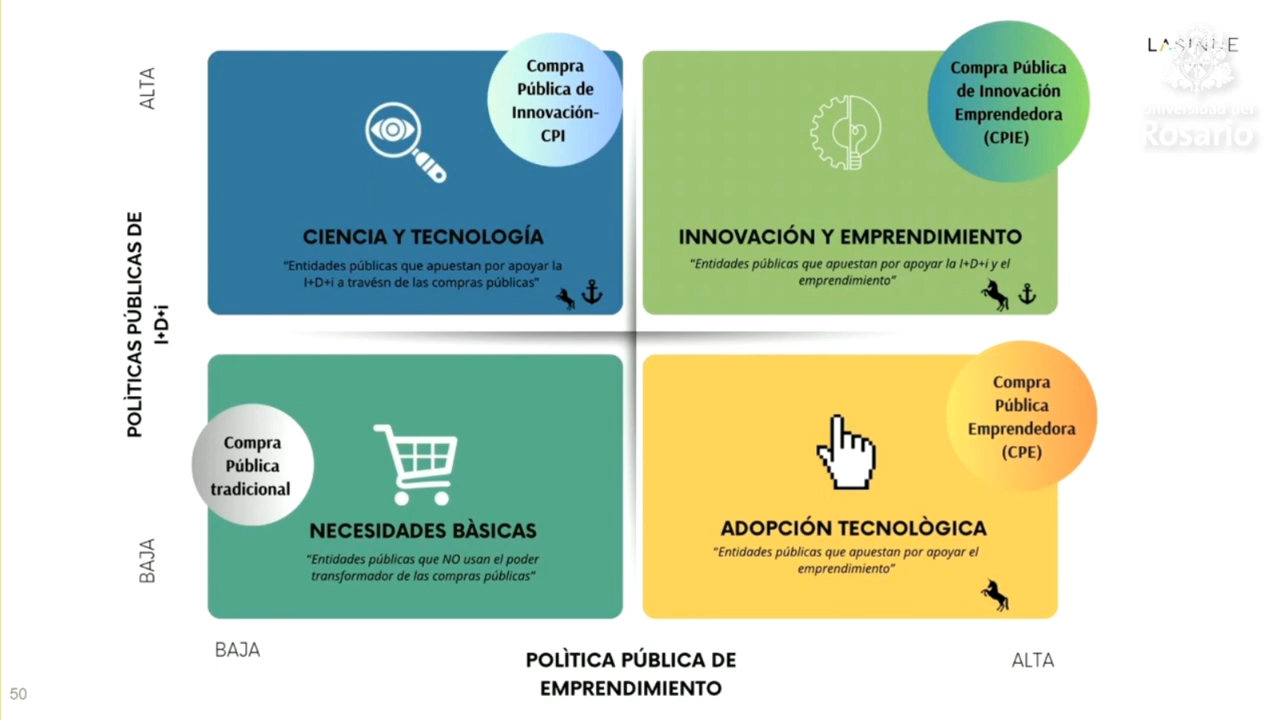 LASINDE
Universidad del
Rosario
ALTA
POLÌTICAS PÚBLICAS DE
I+D+i
BAJA
Compra
Pública de
Innovación-
CPI
CIENCIA Y TECNOLOGÍA
“Entidades públicas que apuestan por apoyar la
I+D+i a travésn de las compras públicas”
Compra Pública
de Innovación
Emprendedora
(CPIE)
INNOVACIÓN Y EMPRENDIMIENTO
“Entidades públicas que apuestan por apoyar la I+D+i y el
emprendimiento”
Compra
Pública
tradicional
NECESIDADES BÀSICAS
“Entidades públicas que NO usan el poder
transformador de las compras públicas”
Compra
Pública
Emprendedora
(CPE)
ADOPCIÓN TECNOLÒGICA
“Entidades públicas que apuestan por apoyar el
emprendimiento”
BAJA
POLÌTICA PÚBLICA DE
EMPRENDIMIENTO
ALTA
50